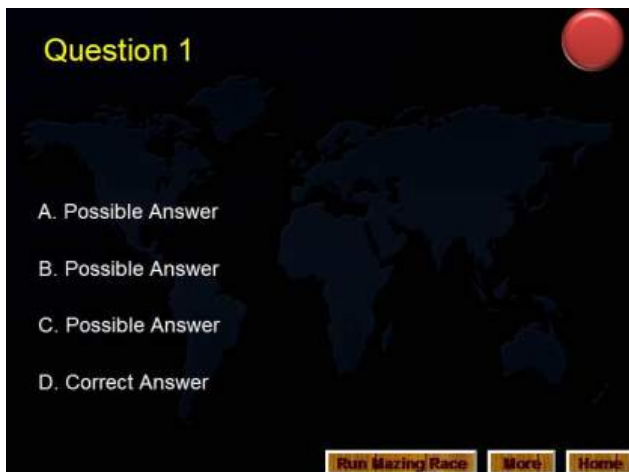 Question 1
A. Possible Answer
B. Possible Answer
C. Possible Answer
D. Correct Answer
Run Mazing Race More Home